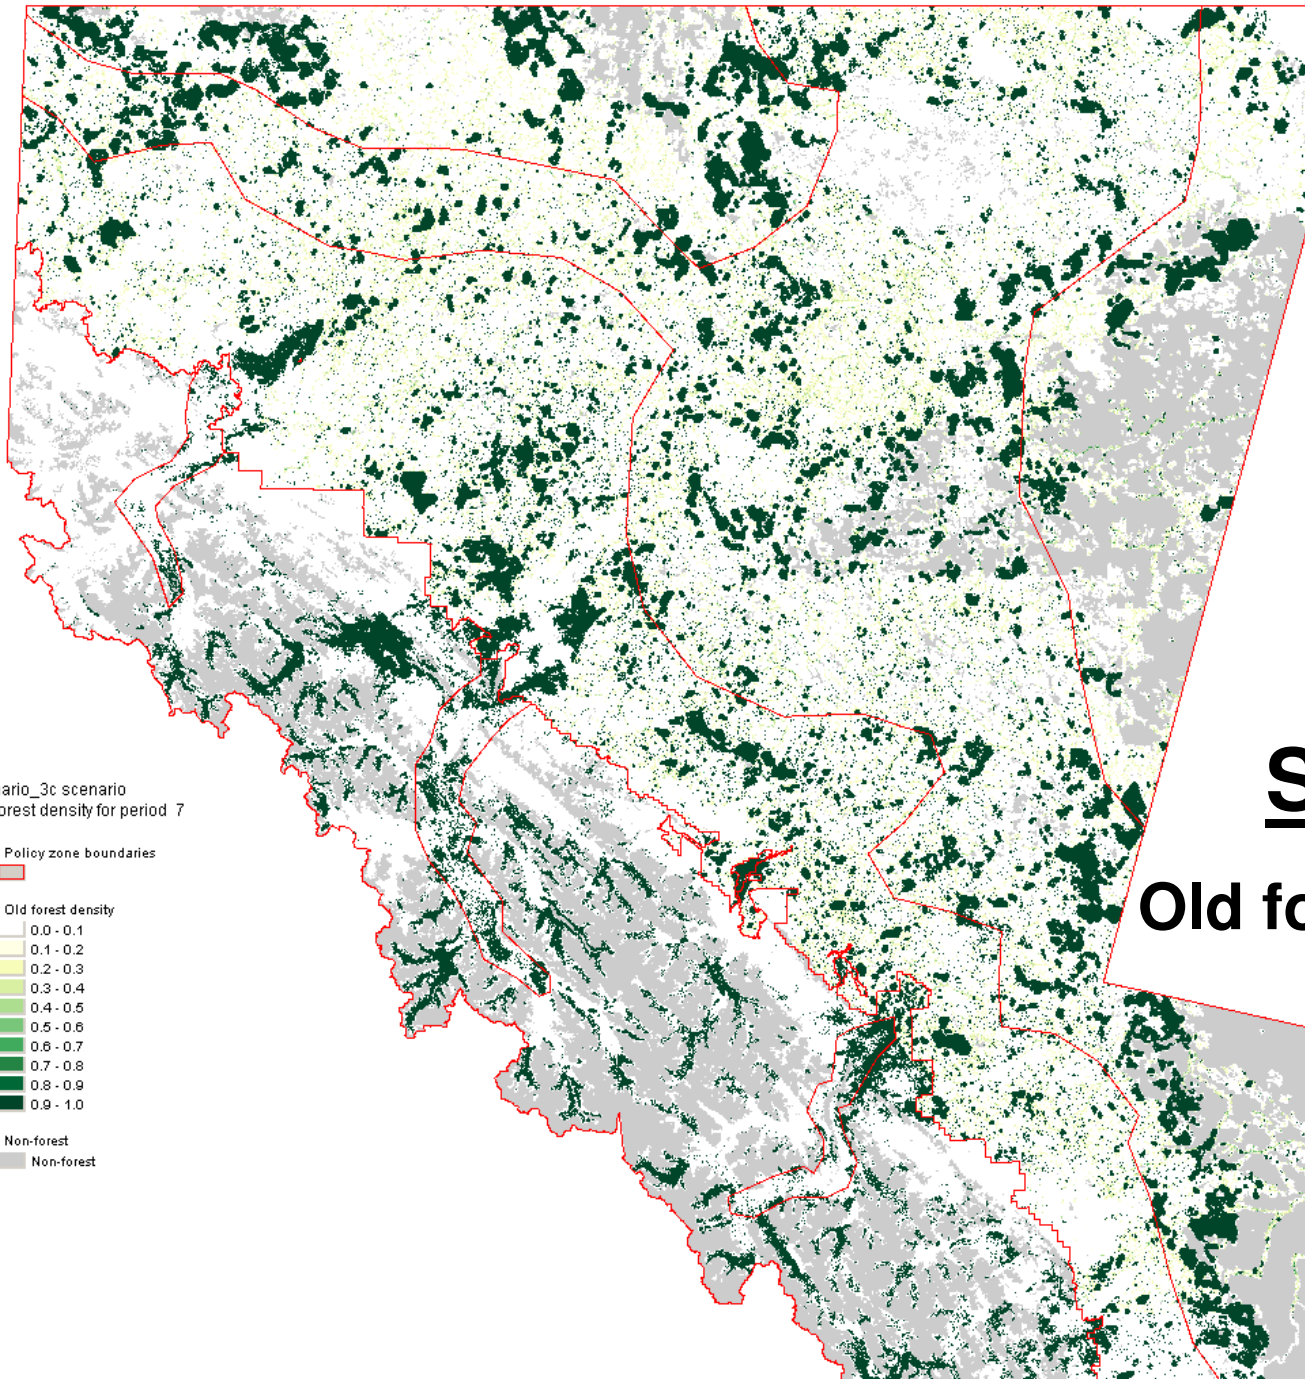 ario_3c scenario
orest density for period 7
Policy zone boundaries
Old forest density
0.0 - 0.1
0.1 - 0.2
0.2 - 0.3
0.3 - 0.4
0.4 - 0.5
0.5 - 0.6
0.6 - 0.7
0.7 - 0.8
0.8 - 0.9
0.9 - 1.0
Non-forest
Non-forest
S
Old fo